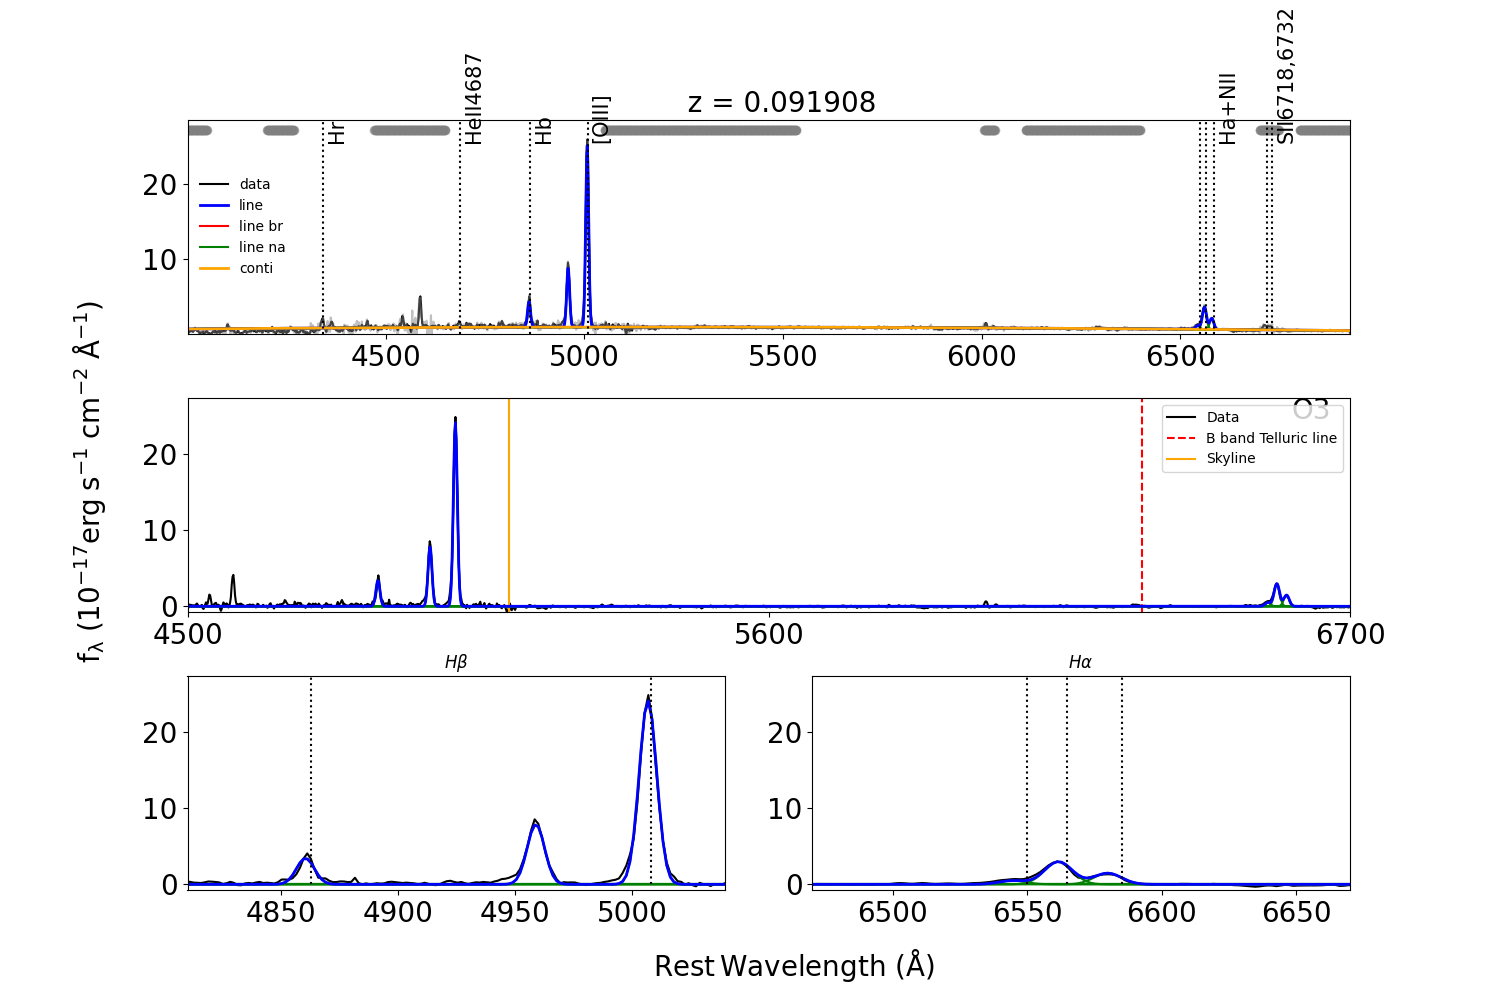 z = 0.091908
Hr
HeII4687
Hb
[OIII]
Ha+NII
SII6718,6732
20
10
data
line
line br
line na
conti
4500 5000 5500 6000 6500
fλ (10−17erg s−1 cm−2 Å−1)
O3
20
10
0
Data
B band Telluric line
Skyline
4500 5600 6700
Hβ
20
10
0
4850 4900 4950 5000
Hα
20
10
0
6500 6550 6600 6650
Rest Wavelength (Å)